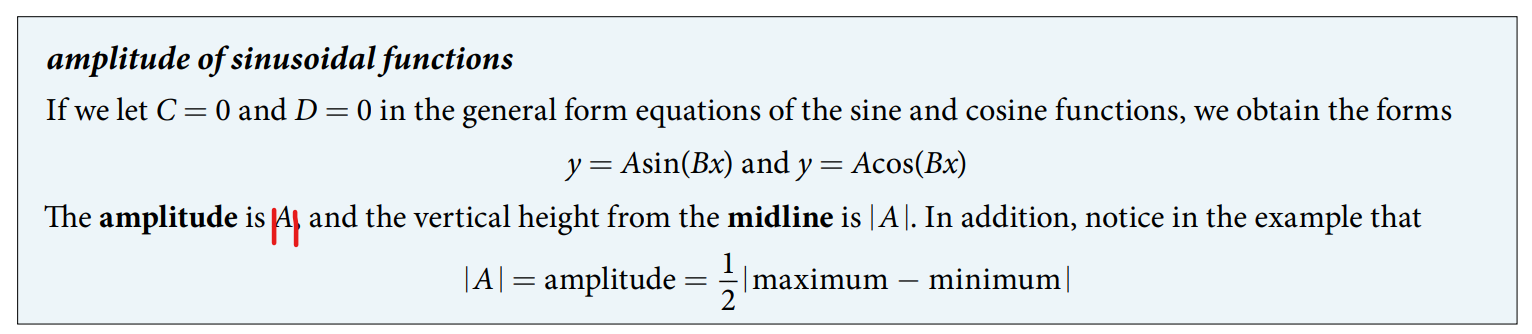 amplitude of sinusoidal functions
If we let C = 0 and D = 0 in the general form equations of the sine and cosine functions, we obtain the forms
y = Asin(Bx) and y = Acos(Bx)
The amplitude is |A|, and the vertical height from the midline is |A|. In addition, notice in the example that
|A| = amplitude = 1/2|maximum − minimum|